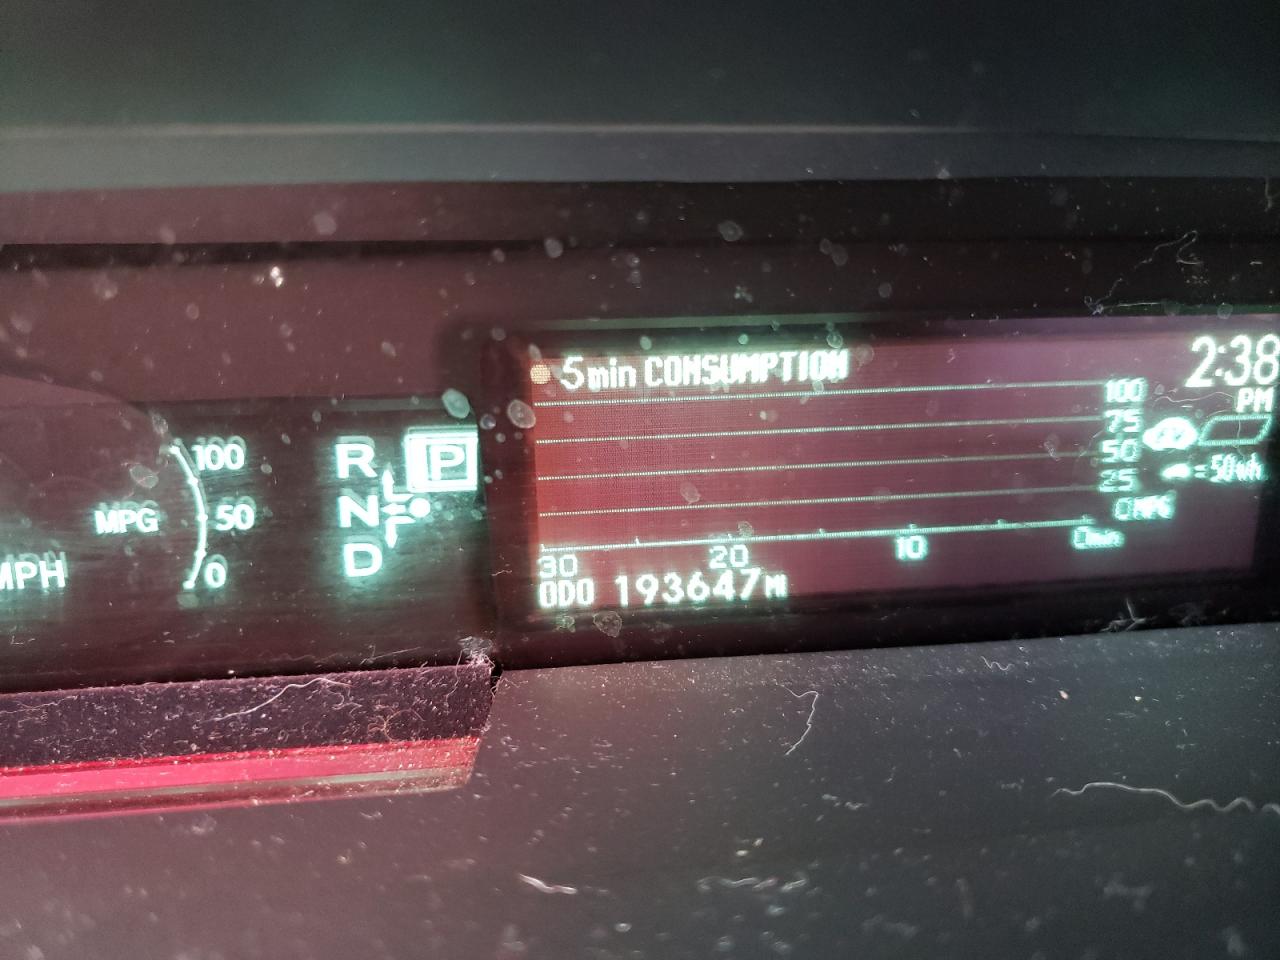 5min CONSUMPTION
2:38
PM
100
75
50
25
0MPG
=50Wh
30
20
10
0min
ODO 193647MI
100
50
0
MPG
MPH
R
P
N
D